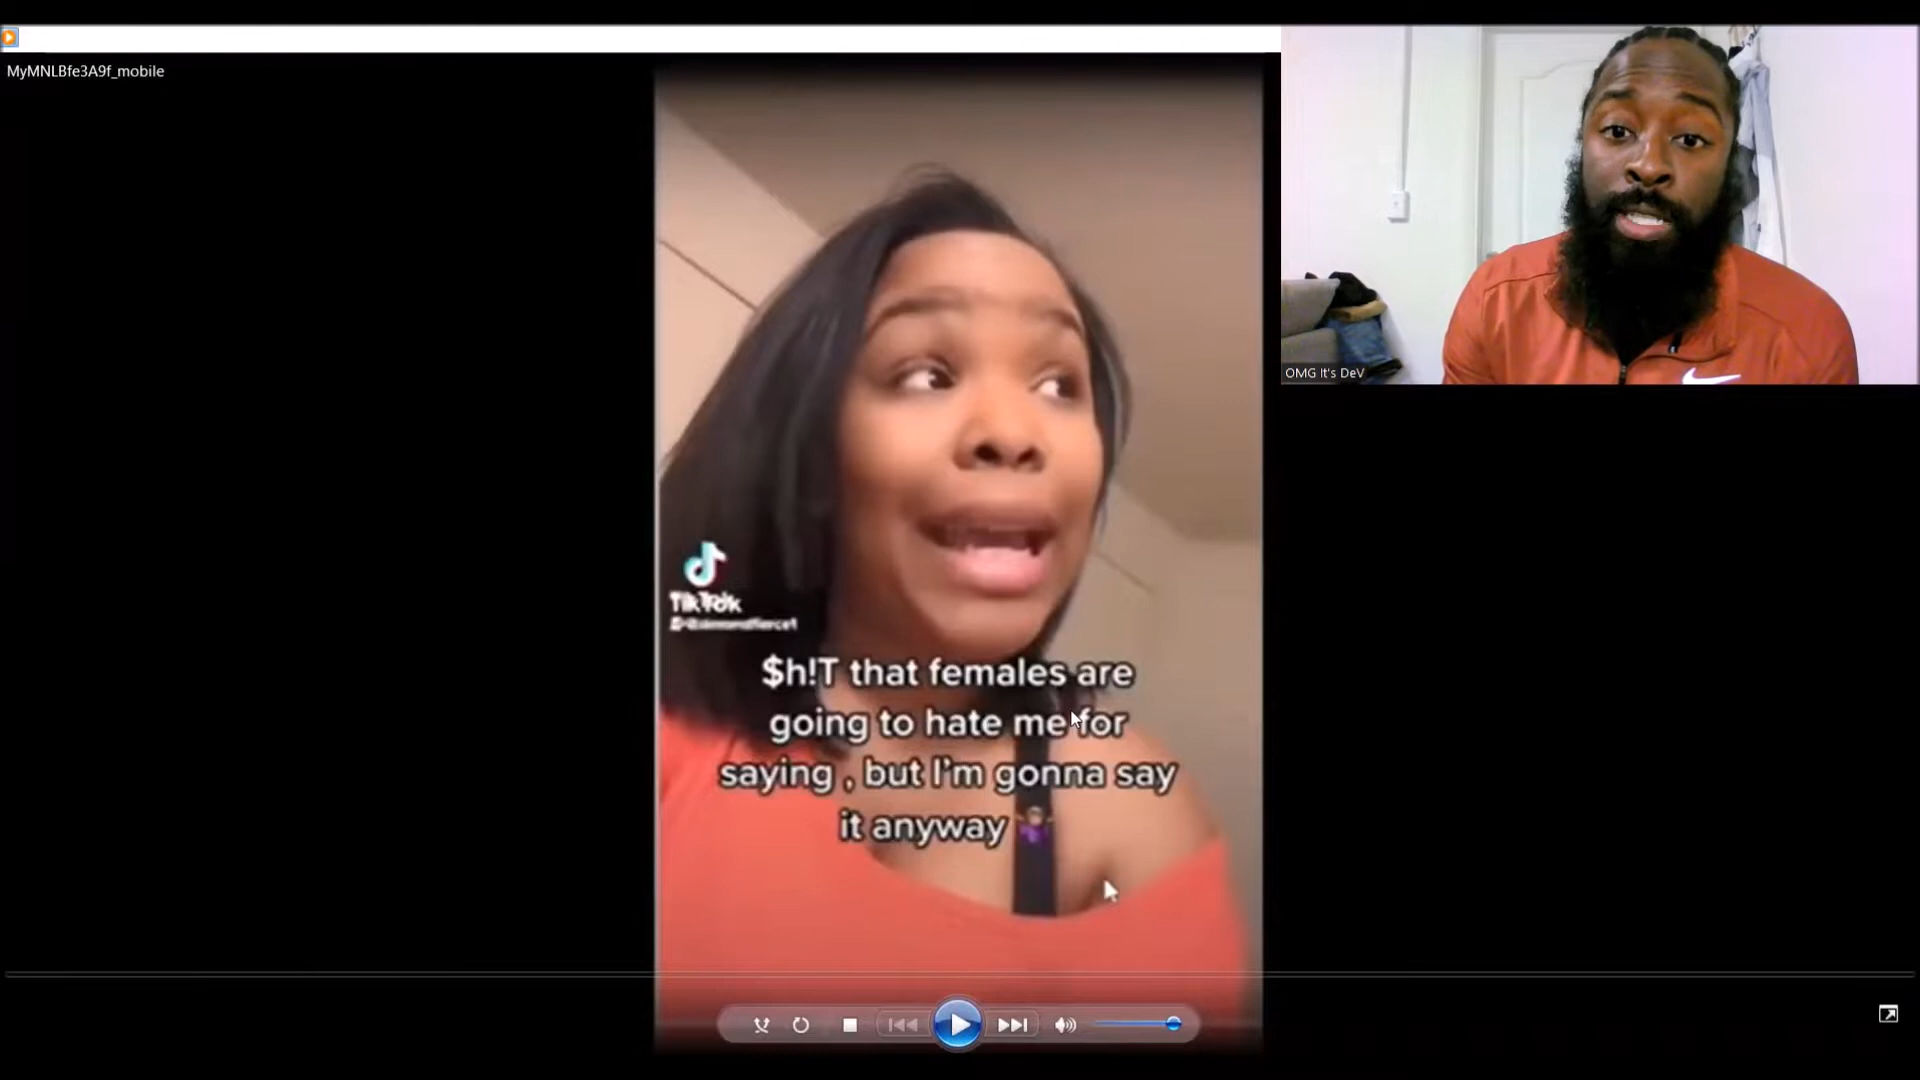 MyMNLBfe3A9f_mobile
OMG It's DeV
TikTok
$h!T that females are
going to hate me for
saying , but I'm gonna say
it anyway 🤷🏾‍♀️